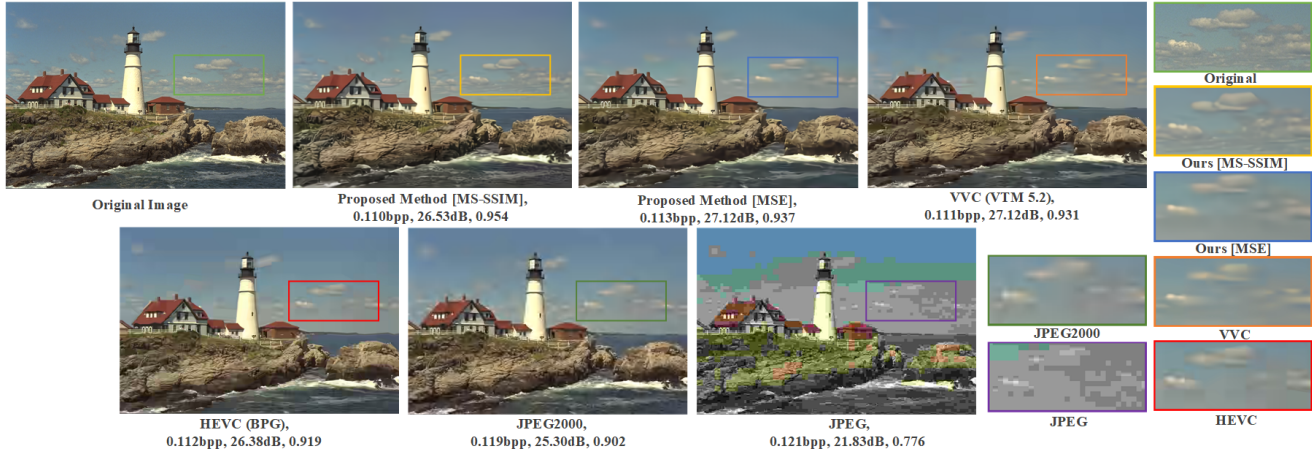 Original Image
Proposed Method [MS-SSIM],
0.110bpp, 26.53dB, 0.954
Proposed Method [MSE],
0.113bpp, 27.12dB, 0.937
VVC (VTM 5.2),
0.111bpp, 27.12dB, 0.931
Original
Ours [MS-SSIM]
Ours [MSE]
VVC
HEVC
HEVC (BPG),
0.112bpp, 26.38dB, 0.919
JPEG2000,
0.119bpp, 25.30dB, 0.902
JPEG,
0.121bpp, 21.83dB, 0.776
JPEG2000
JPEG